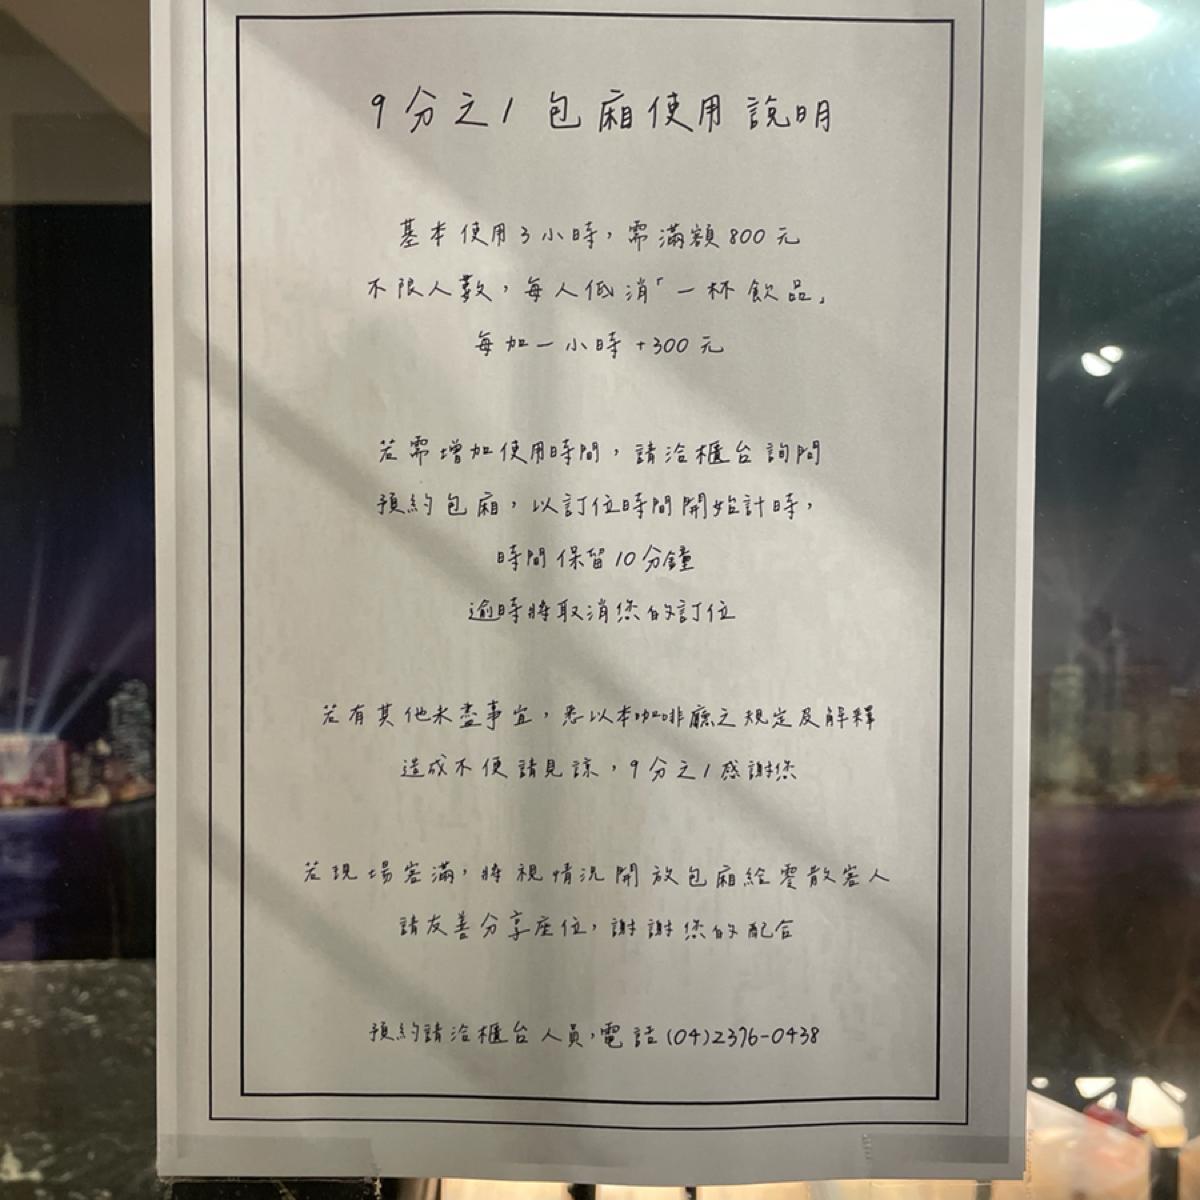 9分之1 包廂使用說明
基本使用3小時，需滿額800元
不限人數，每人低消「一杯飲品」
每加一小時+300元
若需增加使用時間，請洽櫃台詢問
預約包廂，以訂位時間開始計時，
時間保留10分鐘
逾時將取消您的訂位
若有其他未盡事宜，悉以本咖啡廳之規定及解釋
造成不便請見諒，9分之1感謝您
若現場客滿，將視情況開放包廂給零散客人
請友善分享座位，謝謝您的配合
預約請洽櫃台人員，電話(04)2376-0438